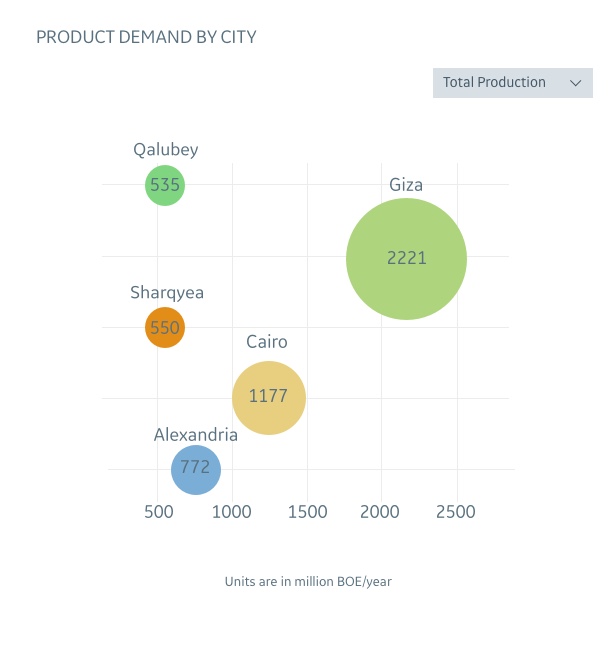 PRODUCT DEMAND BY CITY
Total Production
Qalubey
535
Giza
2221
Sharqyea
550
Cairo
1177
Alexandria
772
500 1000 1500 2000 2500
Units are in million BOE/year